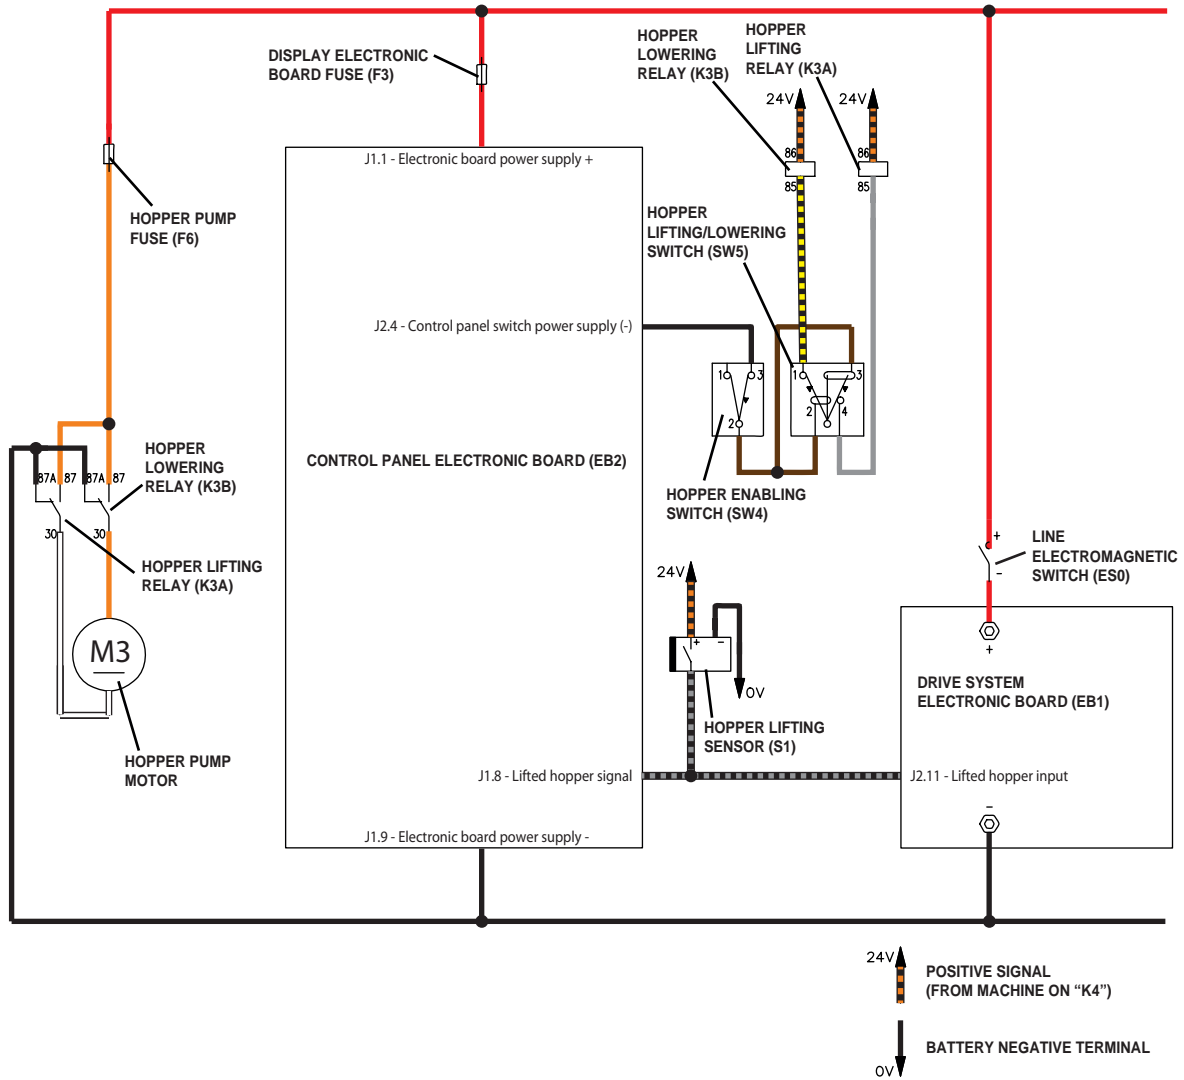 DISPLAY ELECTRONIC
BOARD FUSE (F3)
HOPPER
LOWERING
RELAY (K3B)
HOPPER
LIFTING
RELAY (K3A)
24V
24V
86
86
85
85
J1.1 - Electronic board power supply +
HOPPER PUMP
FUSE (F6)
HOPPER
LIFTING/LOWERING
SWITCH (SW5)
J2.4 - Control panel switch power supply (-)
1
3
2
1
3
2
4
CONTROL PANEL ELECTRONIC BOARD (EB2)
HOPPER
LOWERING
RELAY (K3B)
87A
87
87A
87
30
30
HOPPER ENABLING
SWITCH (SW4)
HOPPER LIFTING
RELAY (K3A)
+
-
LINE
ELECTROMAGNETIC
SWITCH (ES0)
24V
+
-
0V
M3
+
DRIVE SYSTEM
ELECTRONIC BOARD (EB1)
HOPPER LIFTING
SENSOR (S1)
HOPPER PUMP
MOTOR
J1.8 - Lifted hopper signal
J2.11 - Lifted hopper input
-
J1.9 - Electronic board power supply -
24V
POSITIVE SIGNAL
(FROM MACHINE ON “K4”)
BATTERY NEGATIVE TERMINAL
0V